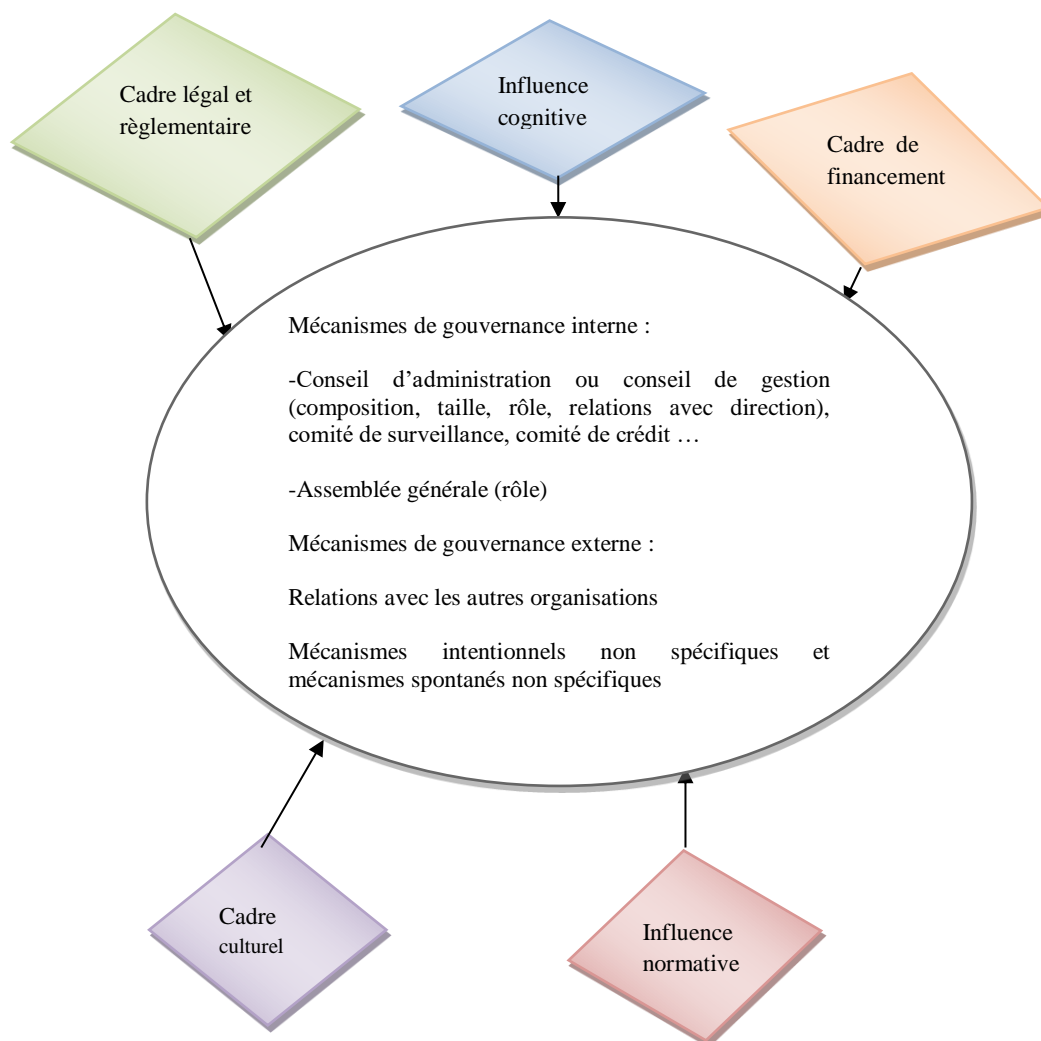 Cadre légal et
règlementaire
Influence
cognitive
Cadre de
financement
Mécanismes de gouvernance interne :
-Conseil d’administration ou conseil de gestion
(composition, taille, rôle, relations avec direction),
comité de surveillance, comité de crédit …
-Assemblée générale (rôle)
Mécanismes de gouvernance externe :
Relations avec les autres organisations
Mécanismes intentionnels non spécifiques et
mécanismes spontanés non spécifiques
Cadre
culturel
Influence
normative